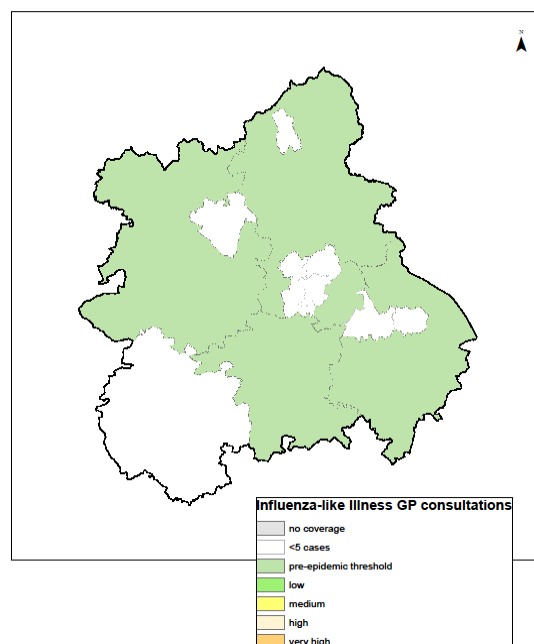 N
Influenza-like Illness GP consultations
no coverage
<5 cases
pre-epidemic threshold
low
medium
high
very high